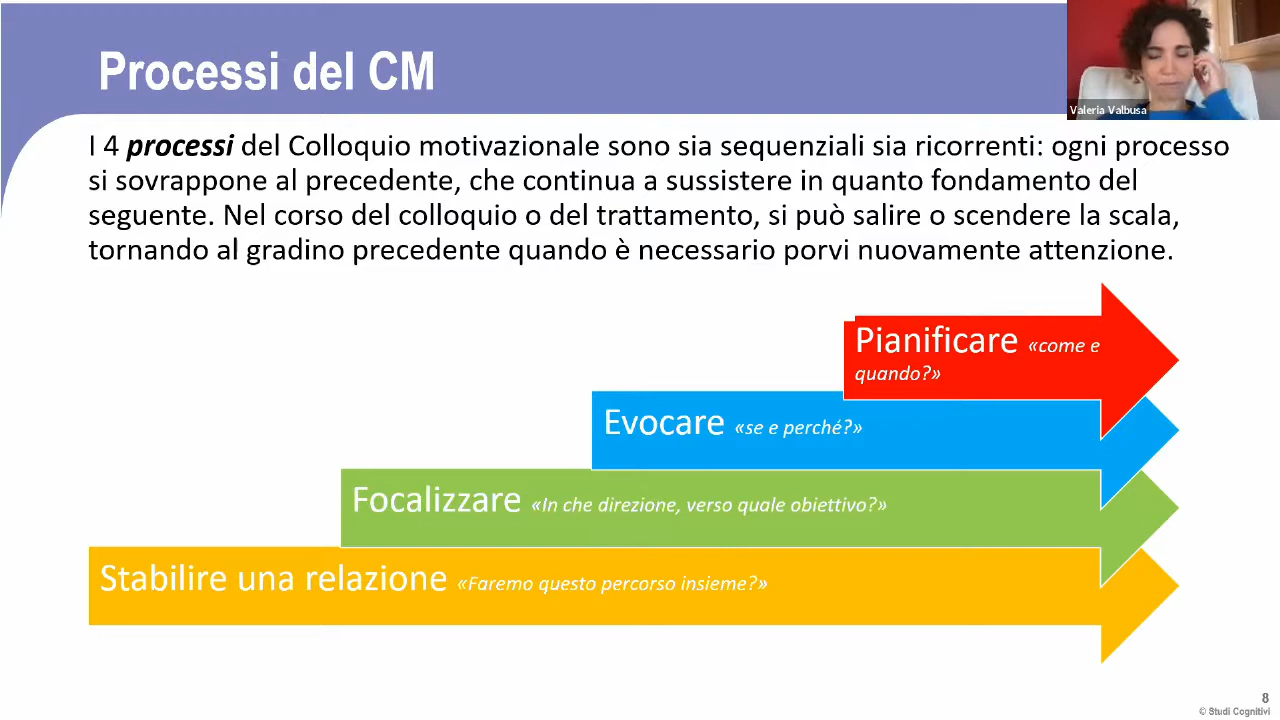 Processi del CM
Valeria Valbusa
I 4 processi del Colloquio motivazionale sono sia sequenziali sia ricorrenti: ogni processo
si sovrappone al precedente, che continua a sussistere in quanto fondamento del
seguente. Nel corso del colloquio o del trattamento, si può salire o scendere la scala,
tornando al gradino precedente quando è necessario porvi nuovamente attenzione.
Pianificare «come e
quando?»
Evocare «se e perché?»
Focalizzare «In che direzione, verso quale obiettivo?»
Stabilire una relazione «Faremo questo percorso insieme?»
8
© Studi Cognitivi